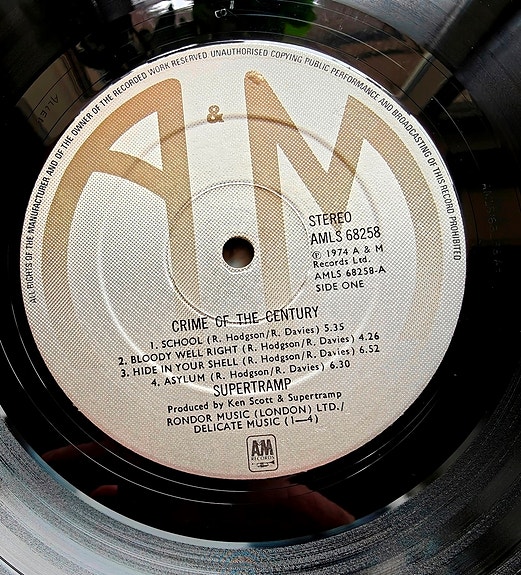 ALL RIGHTS OF THE MANUFACTURER AND OF THE OWNER OF THE RECORDED WORK RESERVED UNAUTHORISED COPYING PUBLIC PERFORMANCE AND BROADCASTING OF THIS RECORD PROHIBITED
A & M
STEREO
AMLS 68258
Ⓟ 1974 A & M
Records Ltd.
AMLS 68258-A
SIDE ONE
CRIME OF THE CENTURY
1. SCHOOL (R. Hodgson/R. Davies) 5.35
2. BLOODY WELL RIGHT (R. Hodgson/R. Davies) 4.26
3. HIDE IN YOUR SHELL (R. Hodgson/R. Davies) 6.52
4. ASYLUM (R. Hodgson/R. Davies) 6.30
SUPERTRAMP
Produced by Ken Scott & Supertramp
RONDOR MUSIC (LONDON) LTD./
DELICATE MUSIC (1—4)
A&M
RECORDS